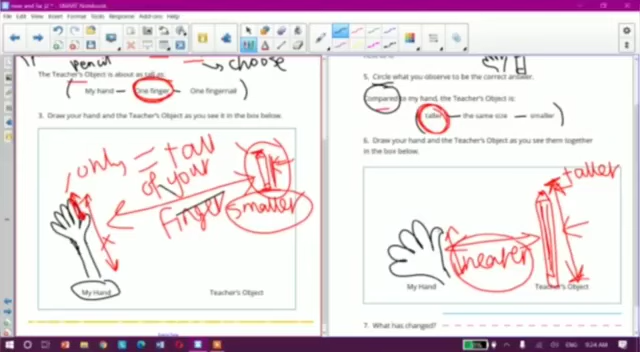 SMART Notebook
File Edit Insert Format Tools Response Add-ons Help
pencil
→ choose
The Teacher's Object is about as tall as:
( My hand — One finger — One fingernail )
3. Draw your hand and the Teacher's Object as you see it in the box below.
only = tall
of your
finger
smaller
My Hand
Teacher's Object
5. Circle what you observe to be the correct answer.
Compared to my hand, the Teacher's Object is:
( taller — the same size — smaller )
6. Draw your hand and the Teacher's Object as you see them together
in the box below.
taller
nearer
My Hand
Teacher's Object
7. What has changed?
9:24 AM